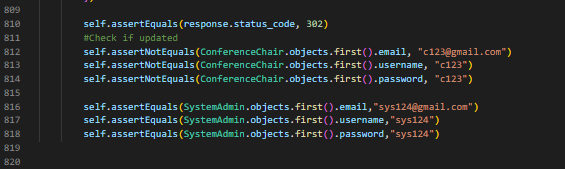 809
810 self.assertEquals(response.status_code, 302)
811 #Check if updated
812 self.assertNotEquals(ConferenceChair.objects.first().email, "c123@gmail.com")
813 self.assertNotEquals(ConferenceChair.objects.first().username, "c123")
814 self.assertNotEquals(ConferenceChair.objects.first().password, "c123")
815
816 self.assertEquals(SystemAdmin.objects.first().email,"sys124@gmail.com")
817 self.assertEquals(SystemAdmin.objects.first().username,"sys124")
818 self.assertEquals(SystemAdmin.objects.first().password,"sys124")
819
820